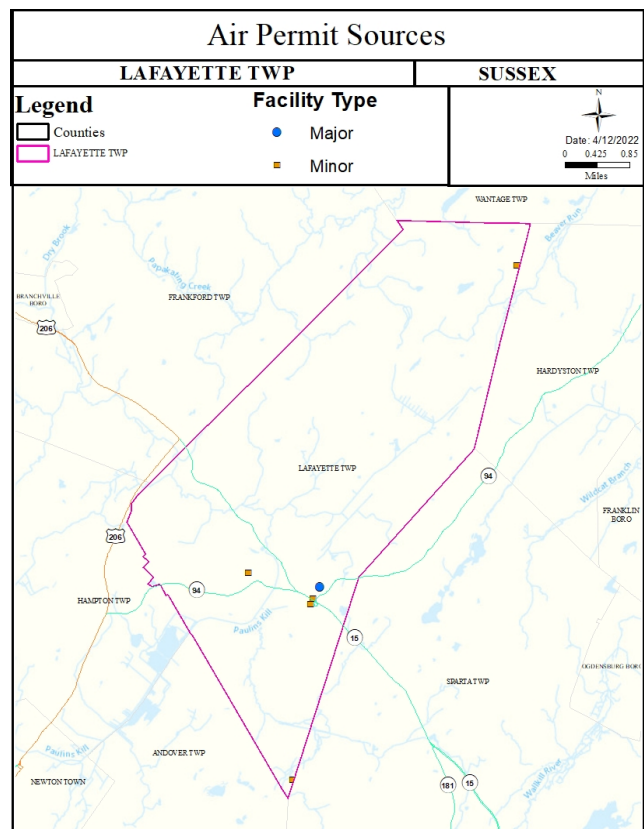 Air Permit Sources
LAFAYETTE TWP
SUSSEX
Legend
Counties
LAFAYETTE TWP
Facility Type
Major
Minor
N
Date: 4/12/2022
0 0.425 0.85
Miles
WANTAGE TWP
Beaver Run
Dry Brook
Papakating Creek
FRANKFORD TWP
BRANCHVILLE
BORO
206
HARDYSTON TWP
LAFAYETTE TWP
94
Wildcat Branch
FRANKLIN
BORO
206
94
HAMPTON TWP
Paulins Kill
15
OGDENSBURG BORO
SPARTA TWP
ANDOVER TWP
Paulins Kill
NEWTON TOWN
181
15
Wallkill River